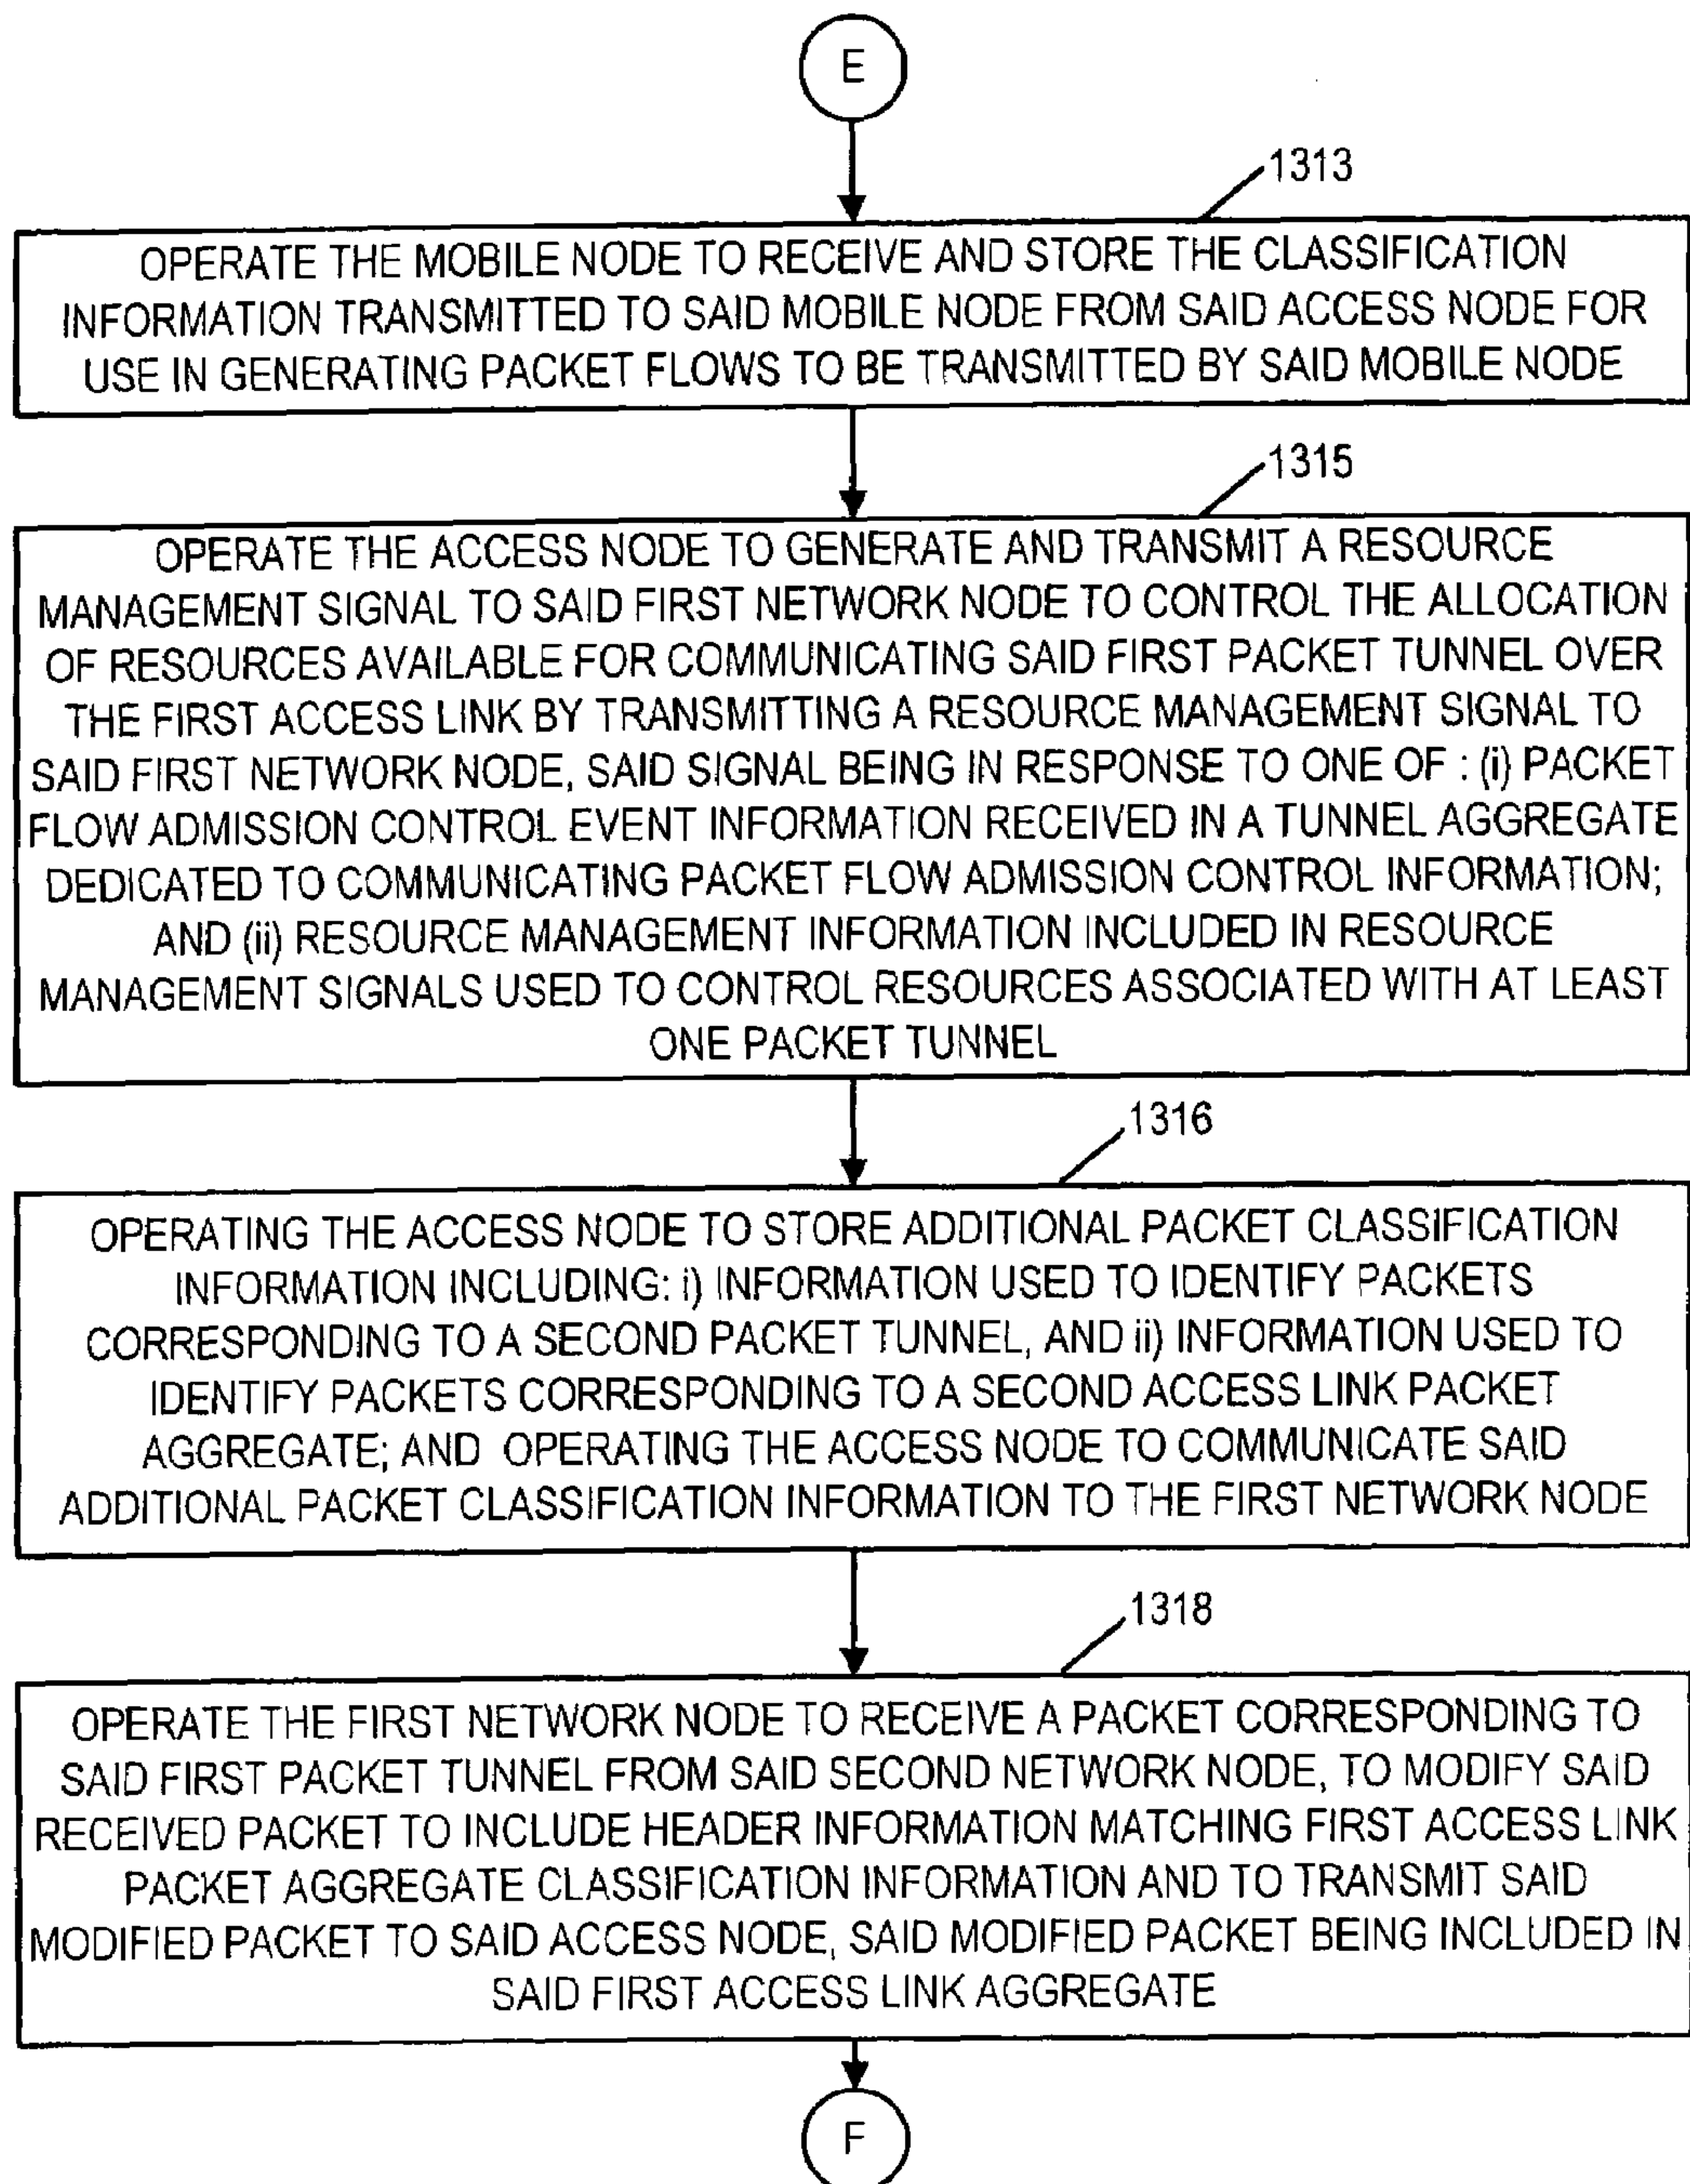 E
1313
OPERATE THE MOBILE NODE TO RECEIVE AND STORE THE CLASSIFICATION
INFORMATION TRANSMITTED TO SAID MOBILE NODE FROM SAID ACCESS NODE FOR
USE IN GENERATING PACKET FLOWS TO BE TRANSMITTED BY SAID MOBILE NODE
1315
OPERATE THE ACCESS NODE TO GENERATE AND TRANSMIT A RESOURCE
MANAGEMENT SIGNAL TO SAID FIRST NETWORK NODE TO CONTROL THE ALLOCATION
OF RESOURCES AVAILABLE FOR COMMUNICATING SAID FIRST PACKET TUNNEL OVER
THE FIRST ACCESS LINK BY TRANSMITTING A RESOURCE MANAGEMENT SIGNAL TO
SAID FIRST NETWORK NODE, SAID SIGNAL BEING IN RESPONSE TO ONE OF : (i) PACKET
FLOW ADMISSION CONTROL EVENT INFORMATION RECEIVED IN A TUNNEL AGGREGATE
DEDICATED TO COMMUNICATING PACKET FLOW ADMISSION CONTROL INFORMATION;
AND (ii) RESOURCE MANAGEMENT INFORMATION INCLUDED IN RESOURCE
MANAGEMENT SIGNALS USED TO CONTROL RESOURCES ASSOCIATED WITH AT LEAST
ONE PACKET TUNNEL
1316
OPERATING THE ACCESS NODE TO STORE ADDITIONAL PACKET CLASSIFICATION
INFORMATION INCLUDING: i) INFORMATION USED TO IDENTIFY PACKETS
CORRESPONDING TO A SECOND PACKET TUNNEL, AND ii) INFORMATION USED TO
IDENTIFY PACKETS CORRESPONDING TO A SECOND ACCESS LINK PACKET
AGGREGATE; AND OPERATING THE ACCESS NODE TO COMMUNICATE SAID
ADDITIONAL PACKET CLASSIFICATION INFORMATION TO THE FIRST NETWORK NODE
1318
OPERATE THE FIRST NETWORK NODE TO RECEIVE A PACKET CORRESPONDING TO
SAID FIRST PACKET TUNNEL FROM SAID SECOND NETWORK NODE, TO MODIFY SAID
RECEIVED PACKET TO INCLUDE HEADER INFORMATION MATCHING FIRST ACCESS LINK
PACKET AGGREGATE CLASSIFICATION INFORMATION AND TO TRANSMIT SAID
MODIFIED PACKET TO SAID ACCESS NODE, SAID MODIFIED PACKET BEING INCLUDED IN
SAID FIRST ACCESS LINK AGGREGATE
F